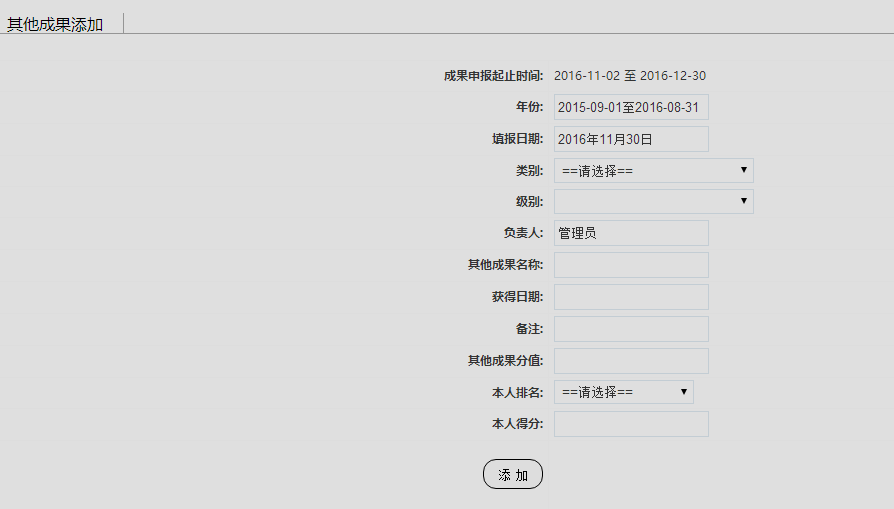 其他成果添加
成果申报起止时间: 2016-11-02 至 2016-12-30
年份: 2015-09-01至2016-08-31
填报日期: 2016年11月30日
类别: ==请选择==
级别:
负责人: 管理员
其他成果名称:
获得日期:
备注:
其他成果分值:
本人排名: ==请选择==
本人得分:
添 加